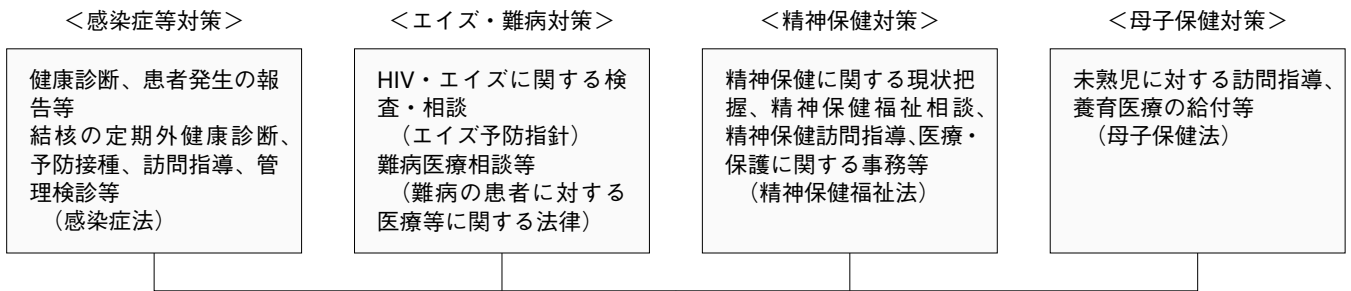 ＜感染症等対策＞
健康診断、患者発生の報
告等
結核の定期外健康診断、
予防接種、訪問指導、管
理検診等
（感染症法）
＜エイズ・難病対策＞
HIV・エイズに関する検
査・相談
（エイズ予防指針）
難病医療相談等
（難病の患者に対する
医療等に関する法律）
＜精神保健対策＞
精神保健に関する現状把
握、精神保健福祉相談、
精神保健訪問指導、医療・
保護に関する事務等
（精神保健福祉法）
＜母子保健対策＞
未熟児に対する訪問指導、
養育医療の給付等
（母子保健法）